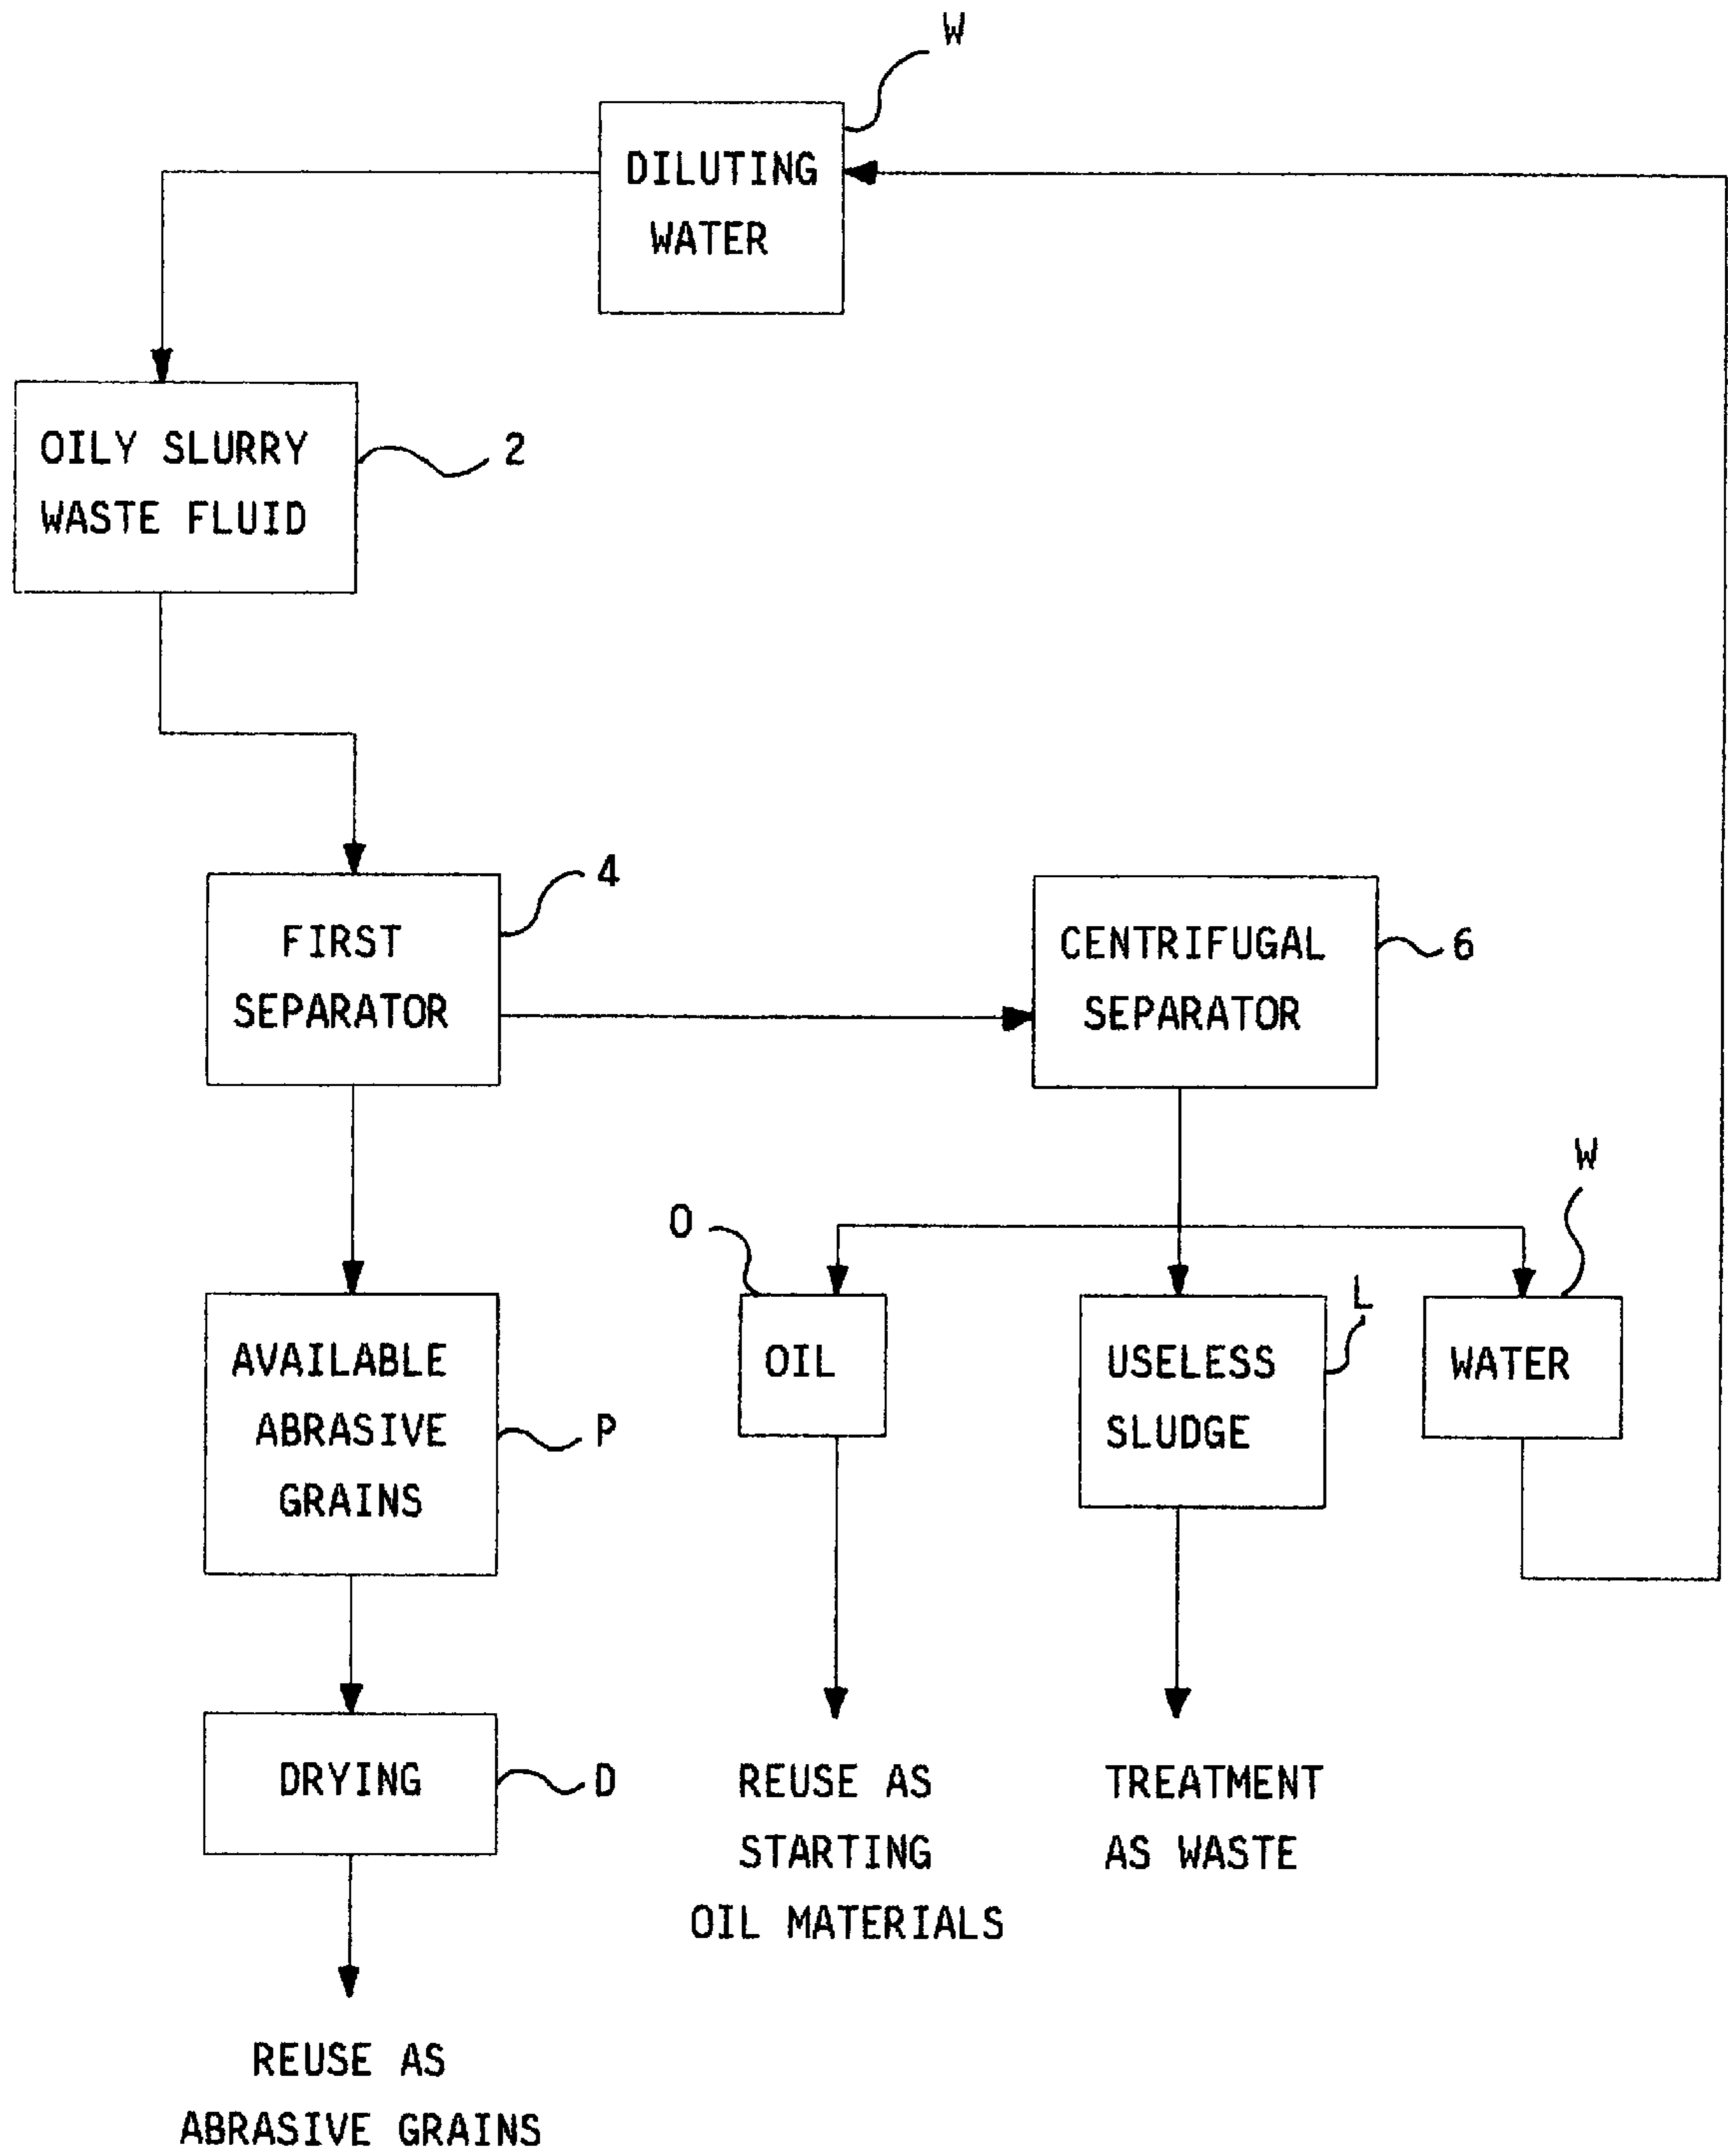 W
DILUTING
WATER
OILY SLURRY
WASTE FLUID
2
FIRST
SEPARATOR
4
CENTRIFUGAL
SEPARATOR
6
AVAILABLE
ABRASIVE
GRAINS
P
O
OIL
USELESS
SLUDGE
L
W
WATER
DRYING
D
REUSE AS
STARTING
OIL MATERIALS
TREATMENT
AS WASTE
REUSE AS
ABRASIVE GRAINS